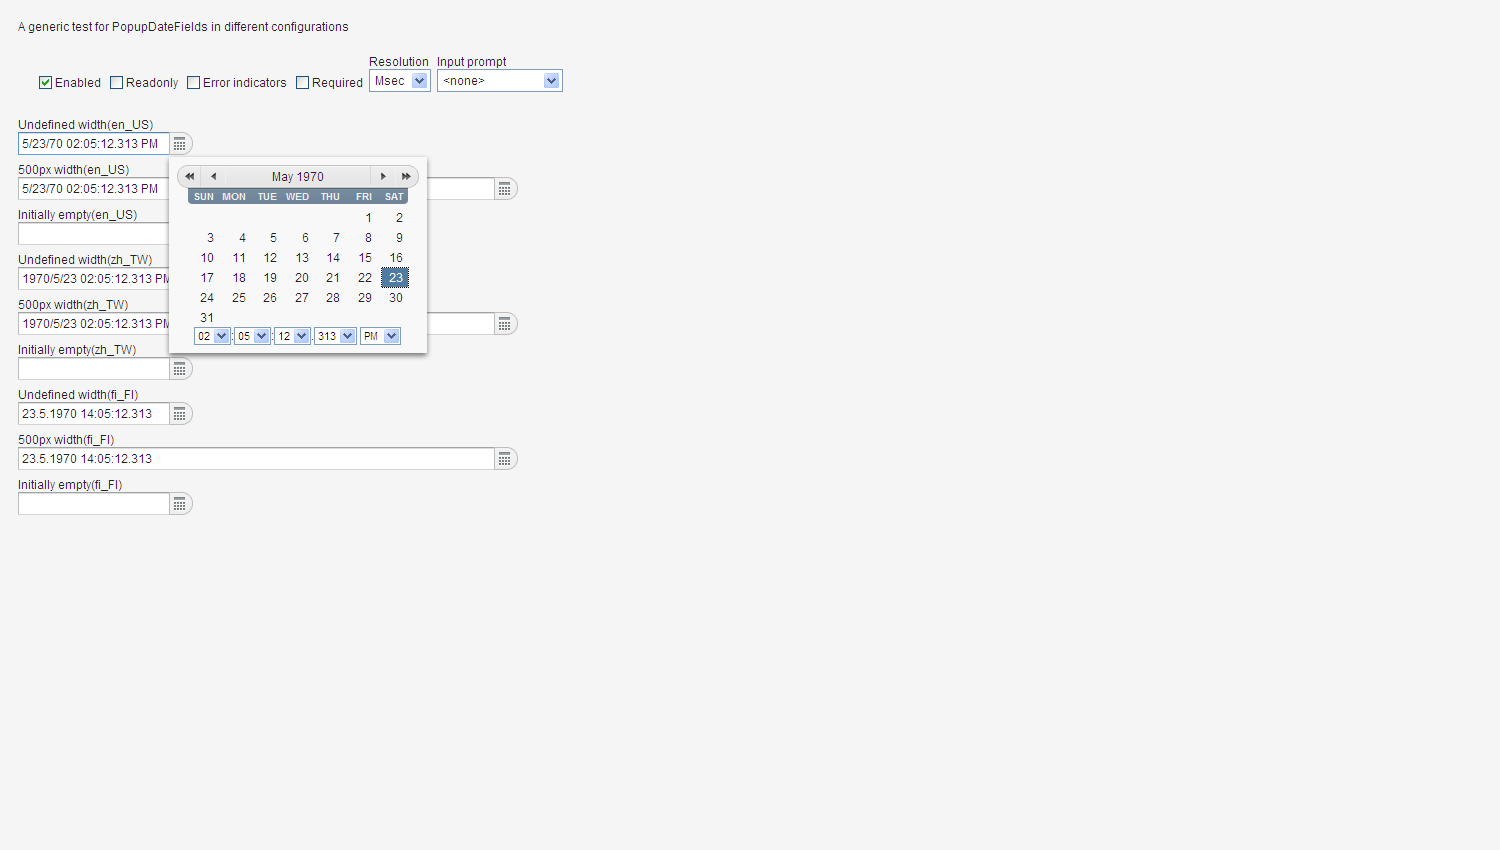 A generic test for PopupDateFields in different configurations
Resolution Input prompt
Enabled Readonly Error indicators Required Msec <none>
Undefined width(en_US)
5/23/70 02:05:12.313 PM
500px width(en_US)
5/23/70 02:05:12.313 PM
Initially empty(en_US)
Undefined width(zh_TW)
1970/5/23 02:05:12.313 PM
500px width(zh_TW)
1970/5/23 02:05:12.313 PM
Initially empty(zh_TW)
Undefined width(fi_FI)
23.5.1970 14:05:12.313
500px width(fi_FI)
23.5.1970 14:05:12.313
Initially empty(fi_FI)
May 1970
SUN MON TUE WED THU FRI SAT
1 2
3 4 5 6 7 8 9
10 11 12 13 14 15 16
17 18 19 20 21 22 23
24 25 26 27 28 29 30
31
02 : 05 : 12 . 313 PM